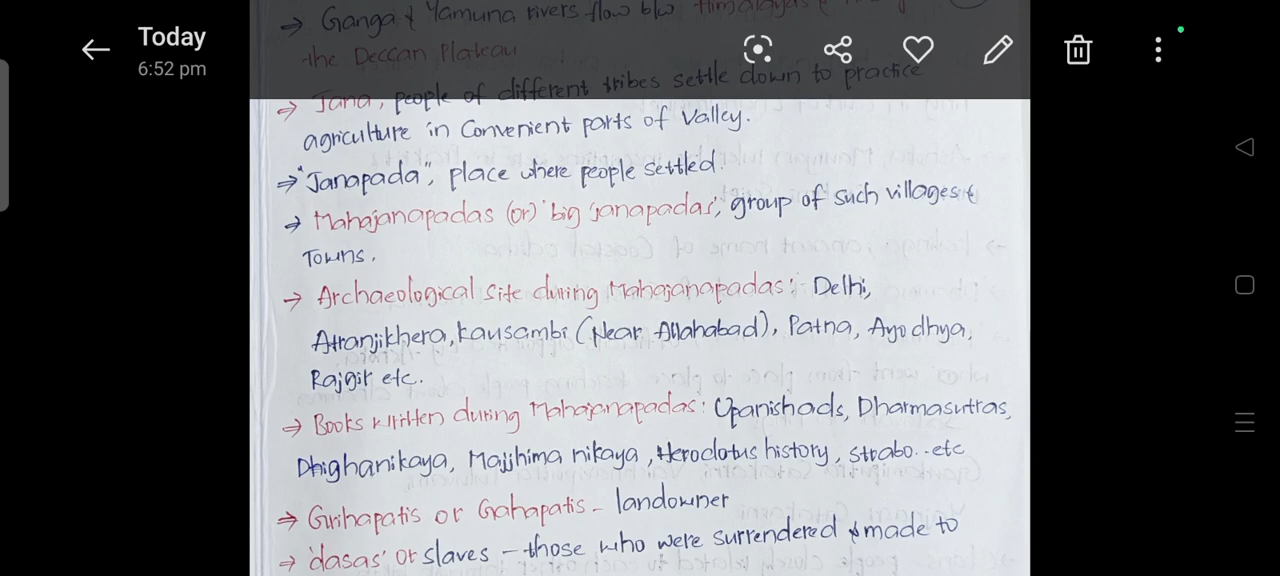 Today
6:52 pm
→ Ganga & Yamuna rivers flow b/w Himalayas &
the Deccan Plateau
→ Jana, people of different tribes settle down to practice
agriculture in Convenient parts of Valley.
→ "Janapada", place where people settled.
→ Mahajanapadas (or) 'big janapadas', group of such villages &
Towns.
→ Archaeological Site during Mahajanapadas:- Delhi,
Atranjikhera, kausambi (Near Allahabad), Patna, Ayodhya,
Rajgir etc.
→ Books written during Mahajanapadas: Upanishads, Dharmasutras,
Dhighanikaya, Majjhima nikaya, Herodotus history, Strabo..etc
→ Grihapatis or Gahapatis - landowner
→ 'dasas' or slaves - those who were surrendered & made to